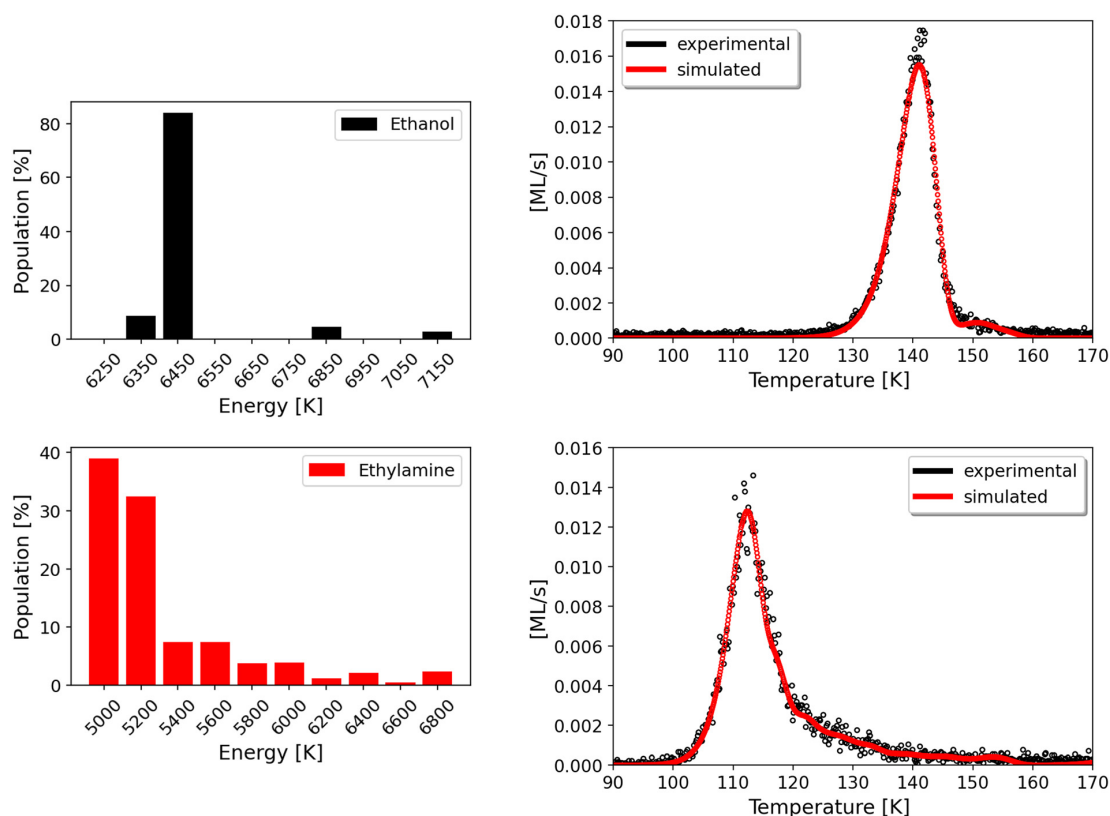 Ethanol
Population [%]
80
60
40
20
0
6250 6350 6450 6550 6650 6750 6850 6950 7050 7150
Energy [K]
experimental
simulated
[ML/s]
0.018
0.016
0.014
0.012
0.010
0.008
0.006
0.004
0.002
0.000
90 100 110 120 130 140 150 160 170
Temperature [K]
Ethylamine
Population [%]
40
30
20
10
0
5000 5200 5400 5600 5800 6000 6200 6400 6600 6800
Energy [K]
experimental
simulated
[ML/s]
0.016
0.014
0.012
0.010
0.008
0.006
0.004
0.002
0.000
90 100 110 120 130 140 150 160 170
Temperature [K]